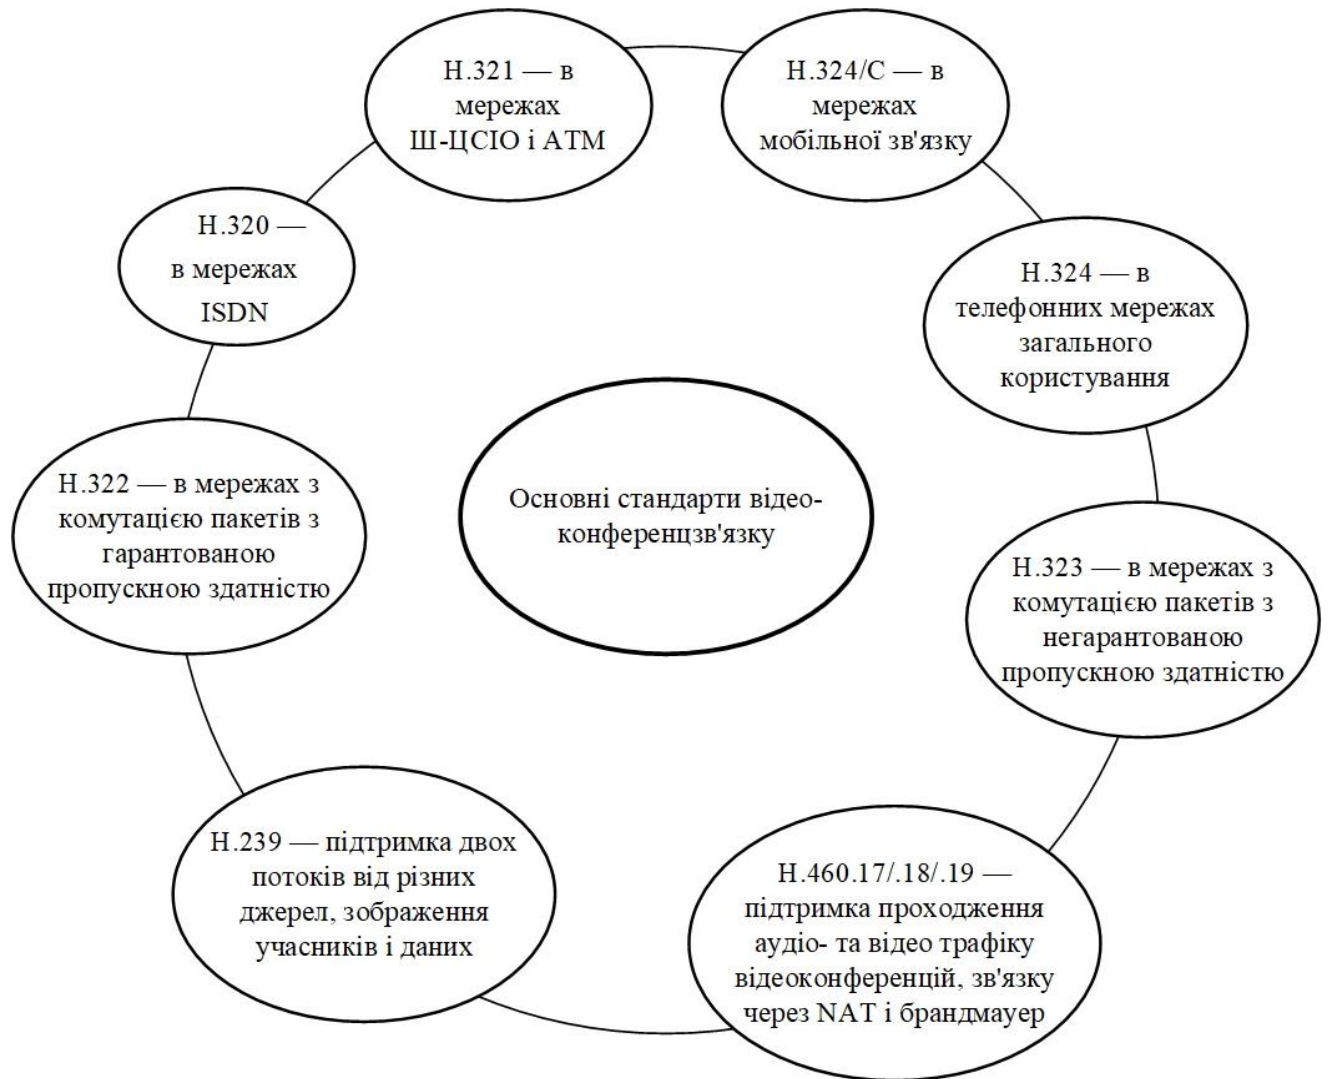 Н.321 — в
мережах
Ш-ЦСІО і АТМ
Н.324/С — в
мережах
мобільної зв'язку
Н.320 —
в мережах
ISDN
Н.324 — в
телефонних мережах
загального
користування
Н.322 — в мережах з
комутацією пакетів з
гарантованою
пропускною здатністю
Основні стандарти відео-
конференцзв'язку
Н.323 — в мережах з
комутацією пакетів з
негарантованою
пропускною здатністю
Н.239 — підтримка двох
потоків від різних
джерел, зображення
учасників і даних
Н.460.17/.18/.19 —
підтримка проходження
аудіо- та відео трафіку
відеоконференцій, зв'язку
через NAT і брандмауер